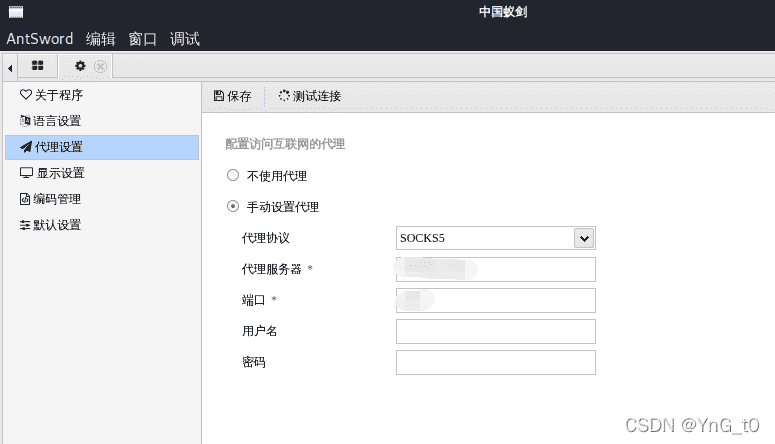 中国蚁剑
AntSword 编辑 窗口 调试
关于程序
语言设置
代理设置
显示设置
编码管理
默认设置
保存 测试连接
配置访问互联网的代理
不使用代理
手动设置代理
代理协议 SOCKS5
代理服务器 *
端口 *
用户名
密码
CSDN @YnG_t0